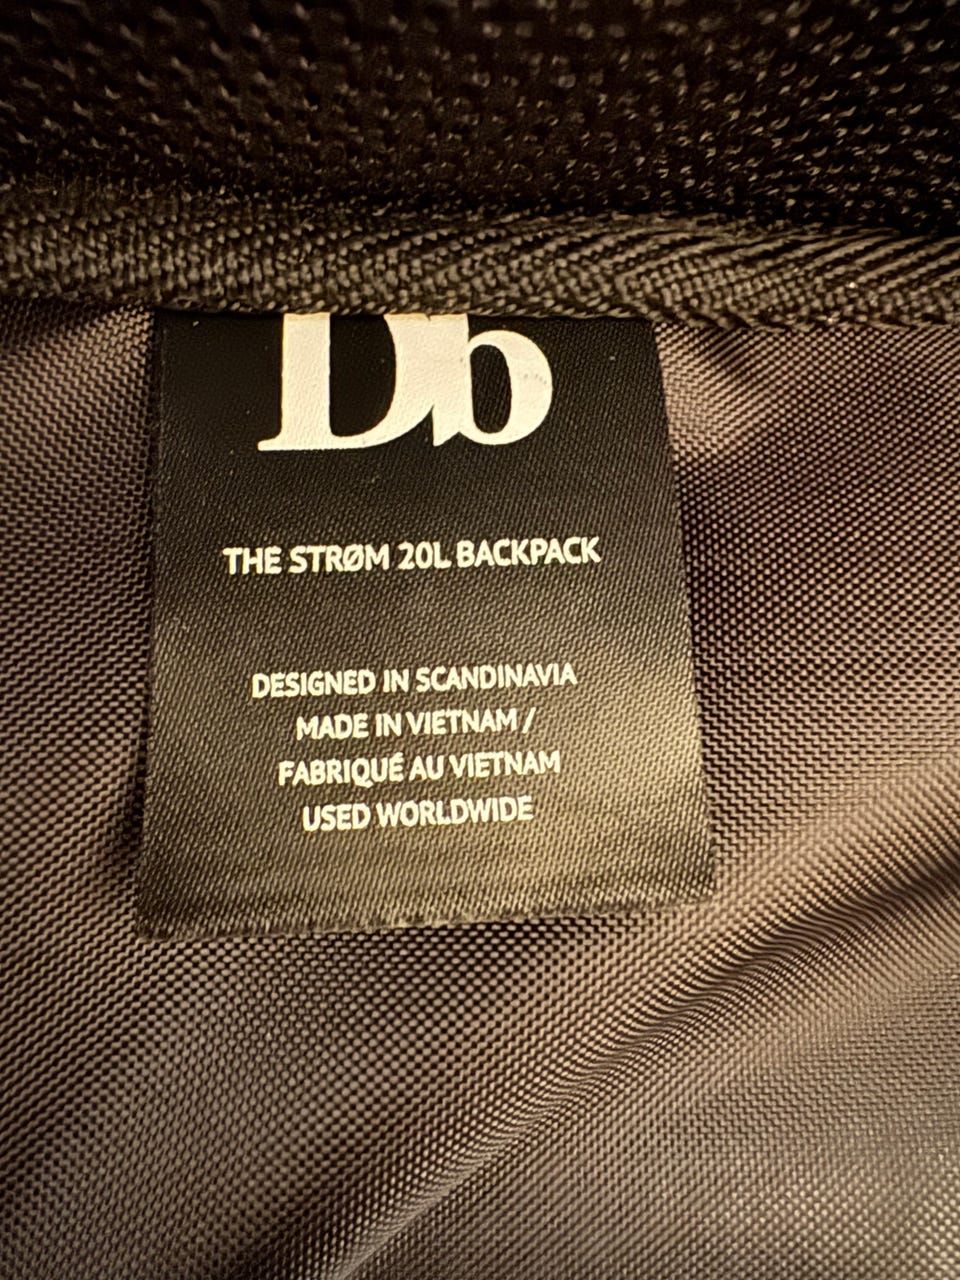 Db
THE STRØM 20L BACKPACK
DESIGNED IN SCANDINAVIA
MADE IN VIETNAM /
FABRIQUÉ AU VIETNAM
USED WORLDWIDE